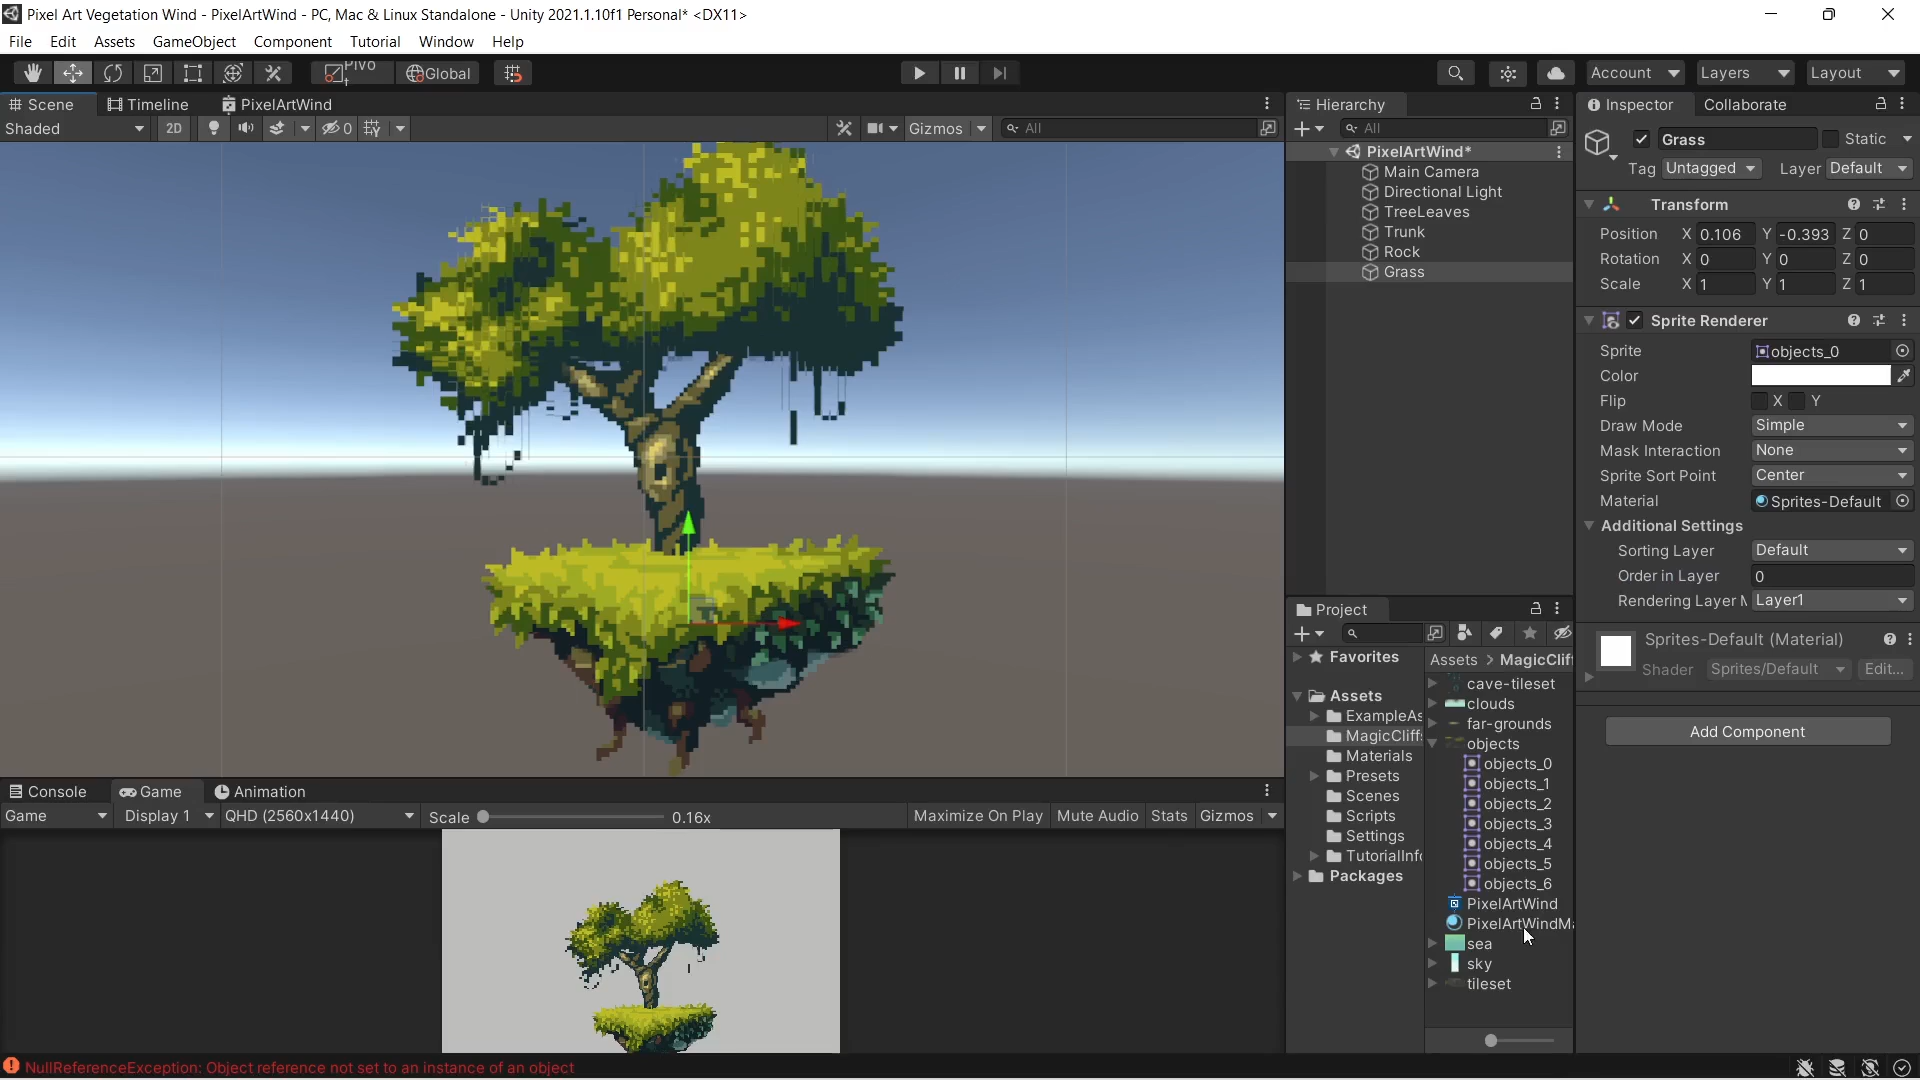 Pixel Art Vegetation Wind - PixelArtWind - PC, Mac & Linux Standalone - Unity 2021.1.10f1 Personal* <DX11>
File Edit Assets GameObject Component Tutorial Window Help
Pivot Global Account Layers Layout
Scene Timeline PixelArtWind
Shaded 2D 0 Gizmos All
Hierarchy
All
PixelArtWind*
Main Camera
Directional Light
TreeLeaves
Trunk
Rock
Grass
Inspector Collaborate
Grass Static
Tag Untagged Layer Default
Transform
Position X 0.106 Y -0.393 Z 0
Rotation X 0 Y 0 Z 0
Scale X 1 Y 1 Z 1
Sprite Renderer
Sprite objects_0
Color
Flip X Y
Draw Mode Simple
Mask Interaction None
Sprite Sort Point Center
Material Sprites-Default
Additional Settings
Sorting Layer Default
Order in Layer 0
Rendering Layer M Layer1
Sprites-Default (Material)
Shader Sprites/Default Edit...
Add Component
Project
Favorites
Assets
ExampleAs
MagicCliff
Materials
Presets
Scenes
Scripts
Settings
TutorialInfo
Packages
Assets > MagicCliff
cave-tileset
clouds
far-grounds
objects
objects_0
objects_1
objects_2
objects_3
objects_4
objects_5
objects_6
PixelArtWind
PixelArtWindMa
sea
sky
tileset
Console Game Animation
Game Display 1 QHD (2560x1440) Scale 0.16x Maximize On Play Mute Audio Stats Gizmos
NullReferenceException: Object reference not set to an instance of an object